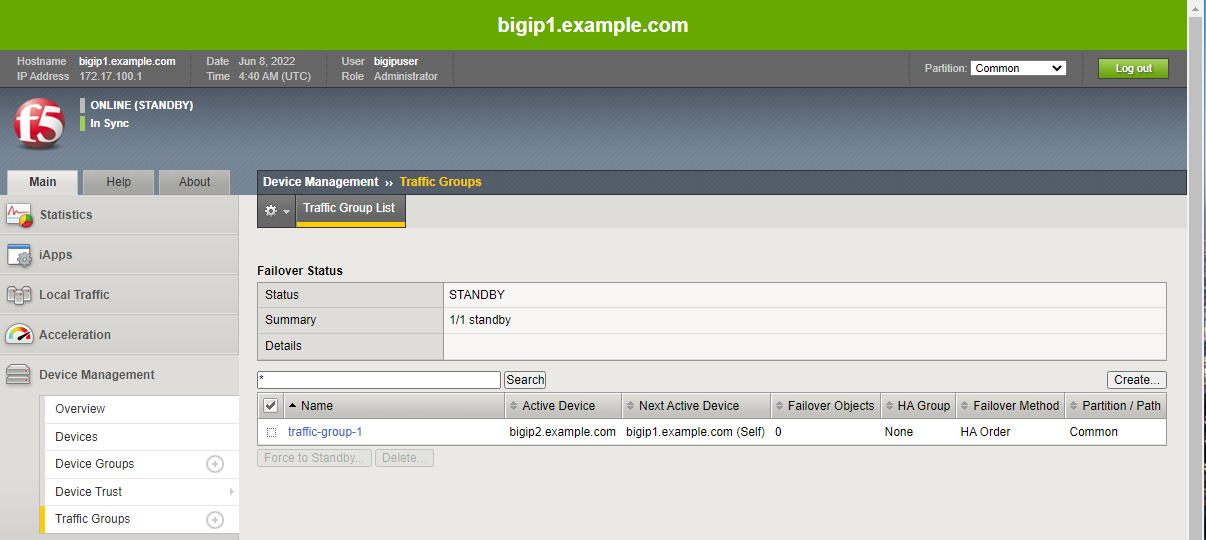 bigip1.example.com
Hostname bigip1.example.com Date Jun 8, 2022 User bigipuser
IP Address 172.17.100.1 Time 4:40 AM (UTC) Role Administrator
Partition: Common Log out
f5
ONLINE (STANDBY)
In Sync
Main Help About
Device Management ›› Traffic Groups
Traffic Group List
Statistics
iApps
Local Traffic
Acceleration
Device Management
Overview
Devices
Device Groups
Device Trust
Traffic Groups
Failover Status
Status STANDBY
Summary 1/1 standby
Details
* Search Create...
Name Active Device Next Active Device Failover Objects HA Group Failover Method Partition / Path
traffic-group-1 bigip2.example.com bigip1.example.com (Self) 0 None HA Order Common
Force to Standby... Delete...